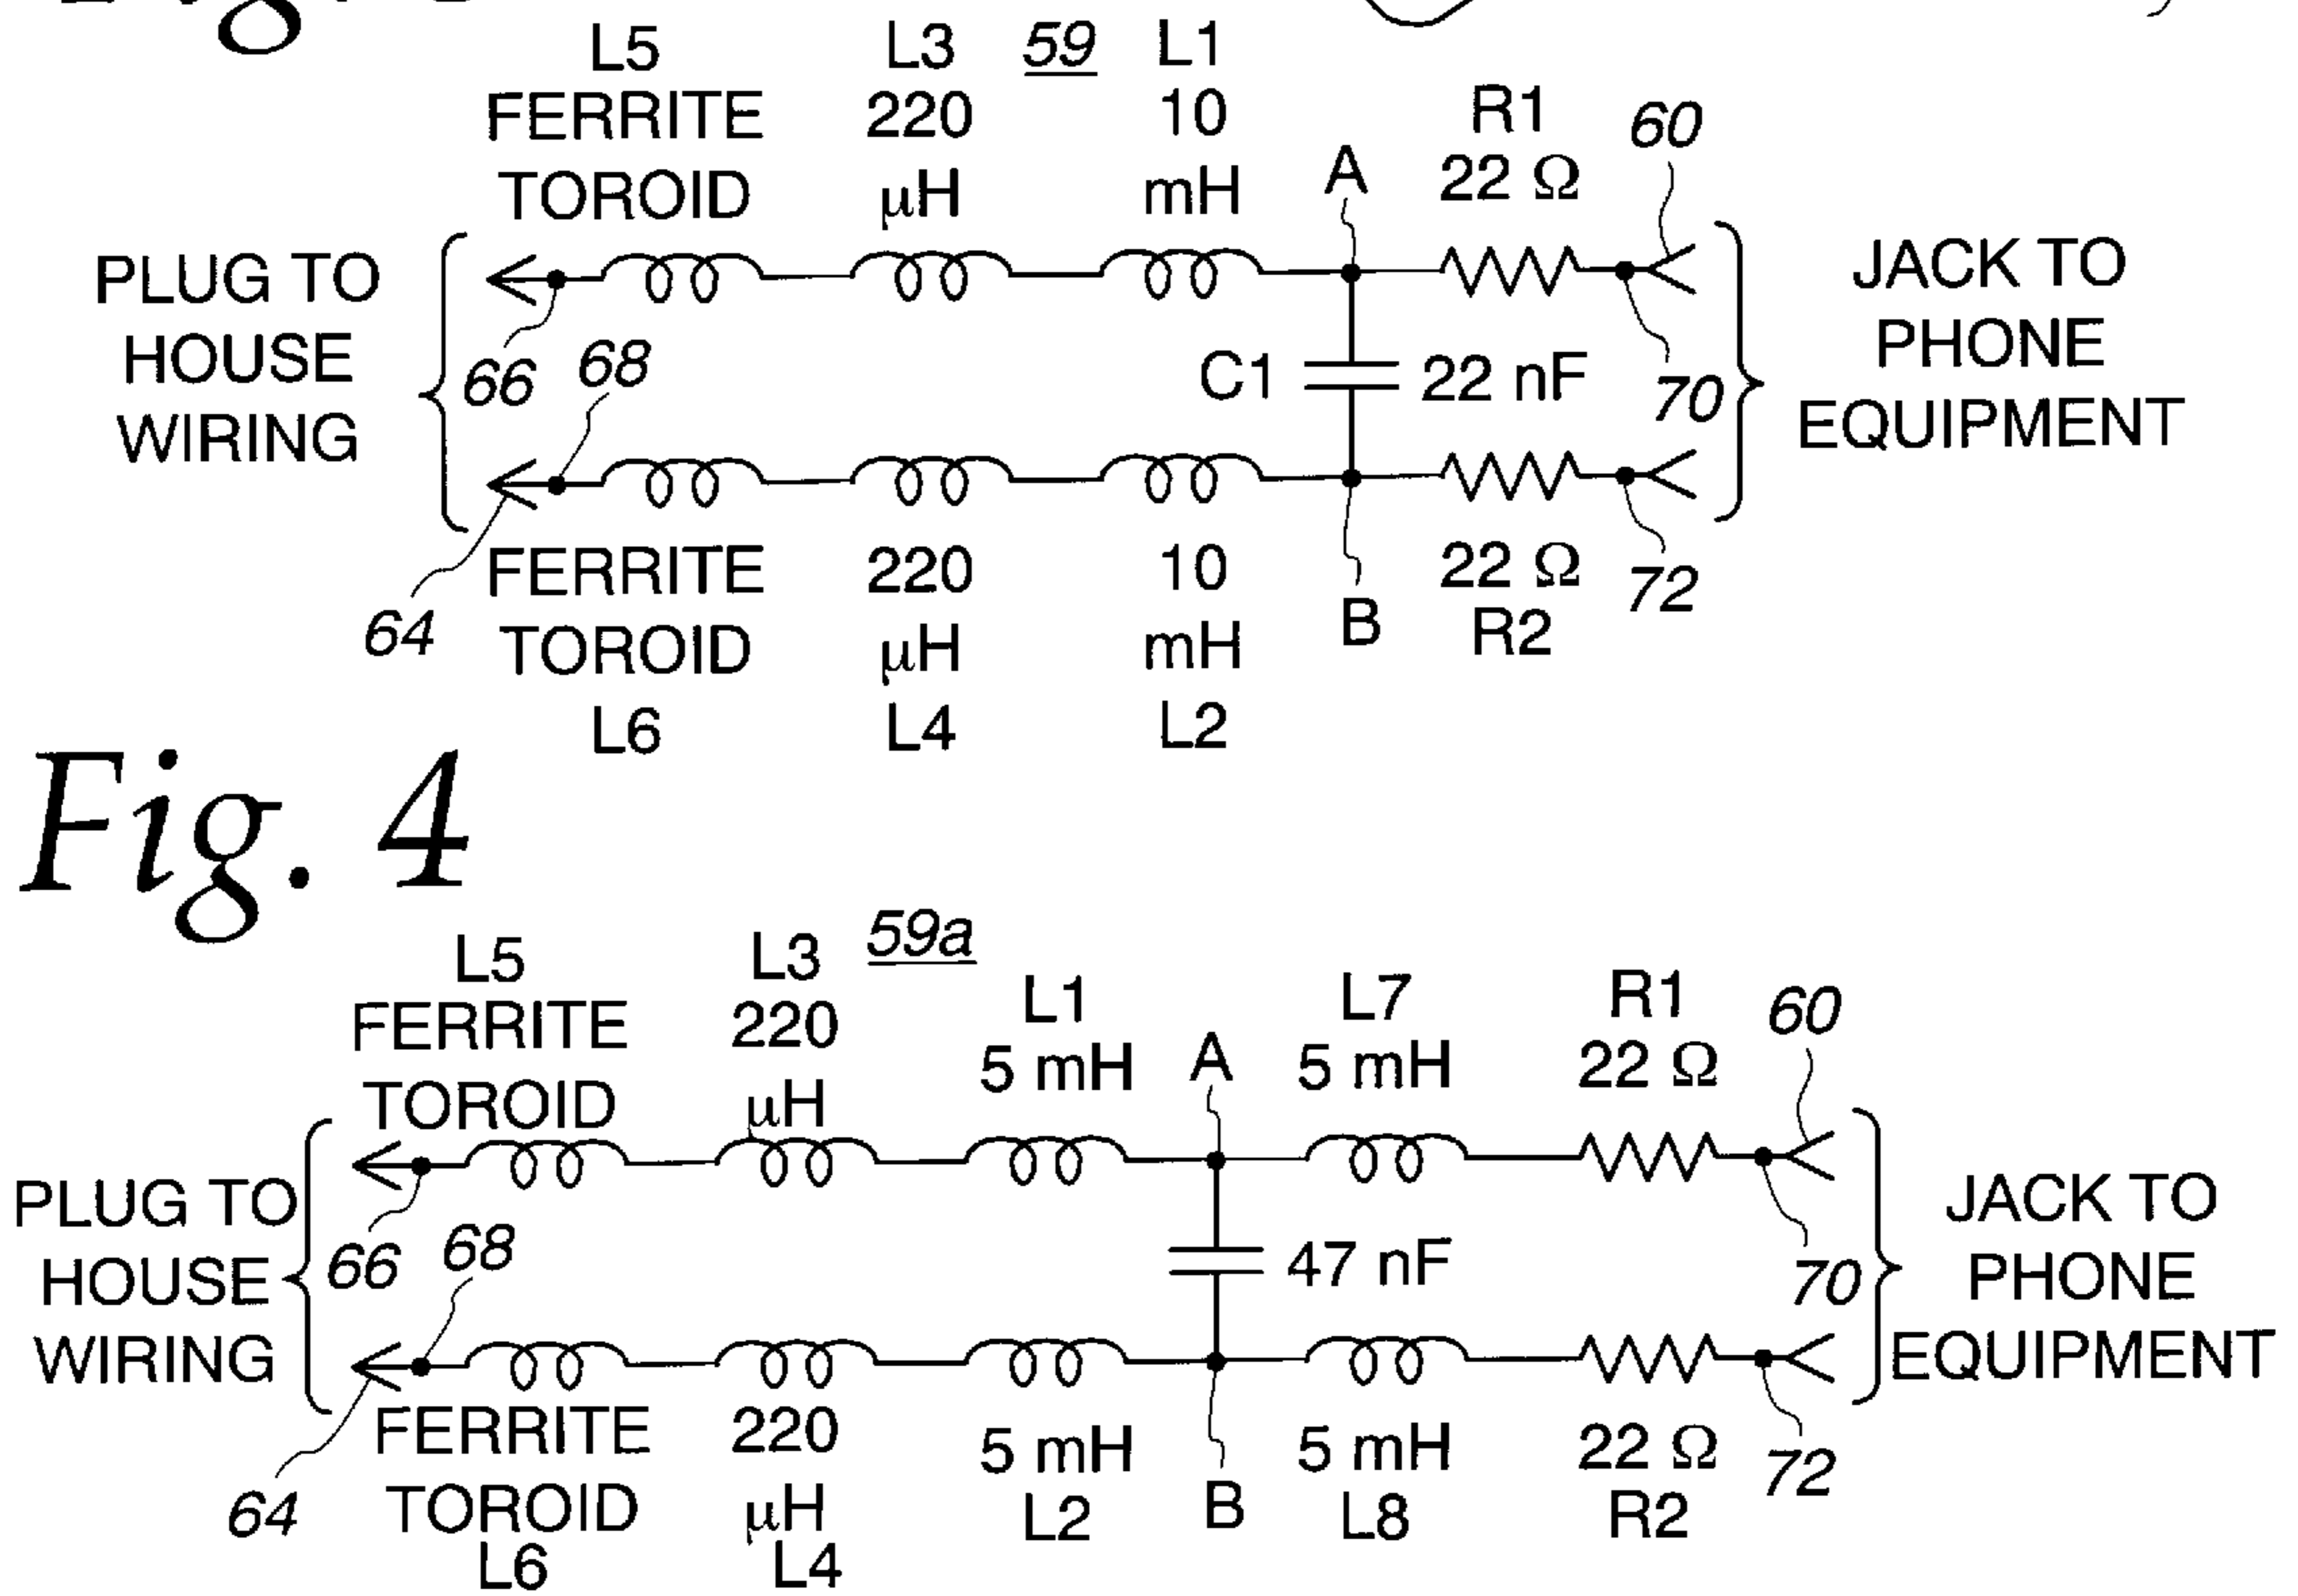 L5 L3 59 L1
FERRITE 220 10 R1 60
TOROID μH mH A 22 Ω
PLUG TO JACK TO
HOUSE 66 68 C1 22 nF 70 PHONE
WIRING EQUIPMENT
64 FERRITE 220 10 22 Ω 72
TOROID μH mH B R2
L6 L4 L2
Fig. 4
L5 L3 59a
FERRITE 220 L1 L7 R1 60
TOROID μH 5 mH A 5 mH 22 Ω
PLUG TO JACK TO
HOUSE 66 68 47 nF 70 PHONE
WIRING EQUIPMENT
FERRITE 220 5 mH 5 mH 22 Ω 72
64 TOROID μH L2 B L8 R2
L6 L4